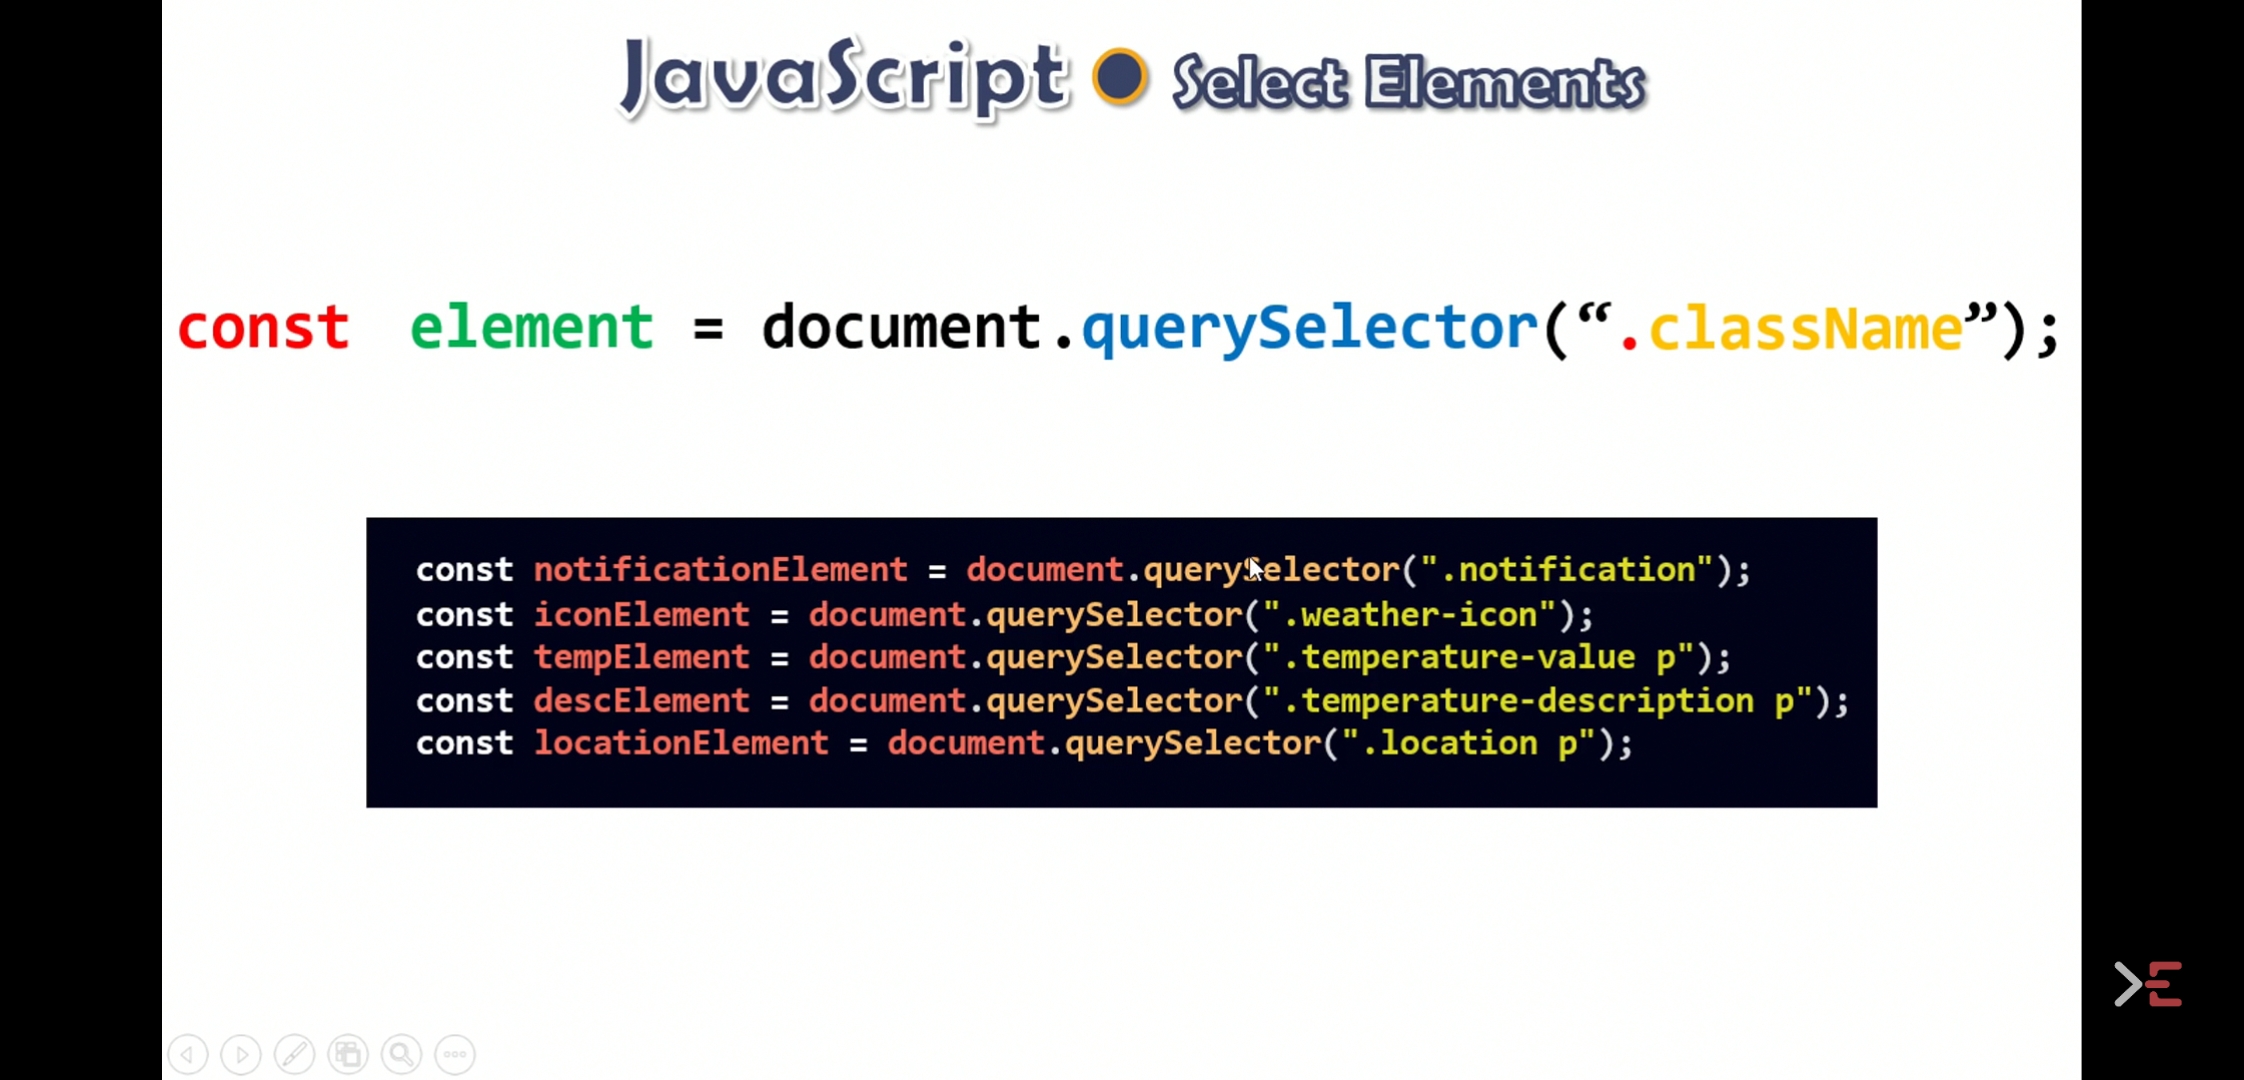 JavaScript Select Elements
const element = document.querySelector(“.className”);
const notificationElement = document.querySelector(".notification");
const iconElement = document.querySelector(".weather-icon");
const tempElement = document.querySelector(".temperature-value p");
const descElement = document.querySelector(".temperature-description p");
const locationElement = document.querySelector(".location p");